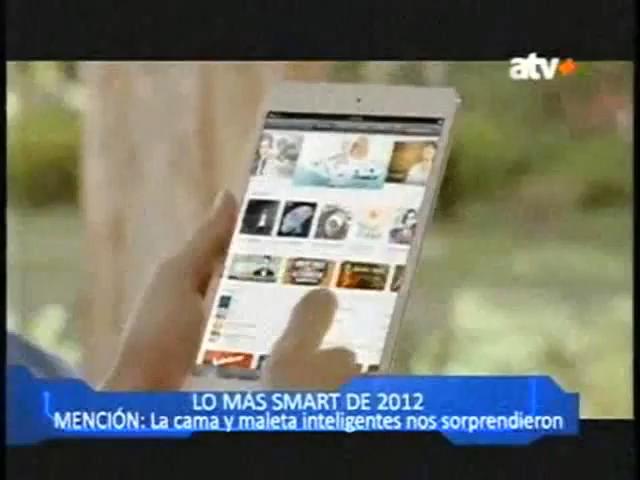 atv+
LO MÁS SMART DE 2012
MENCIÓN: La cama y maleta inteligentes nos sorprendieron